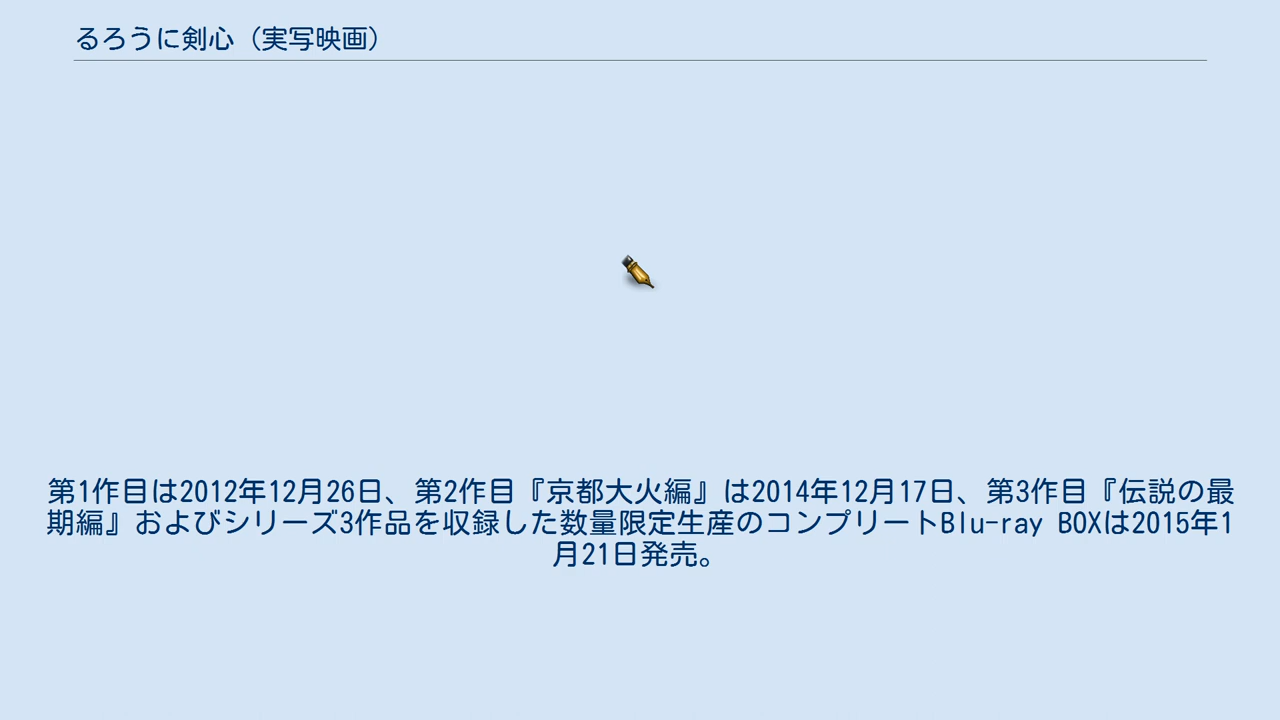 るろうに剣心（実写映画）
第1作目は2012年12月26日、第2作目『京都大火編』は2014年12月17日、第3作目『伝説の最
期編』およびシリーズ3作品を収録した数量限定生産のコンプリートBlu-ray BOXは2015年1
月21日発売。